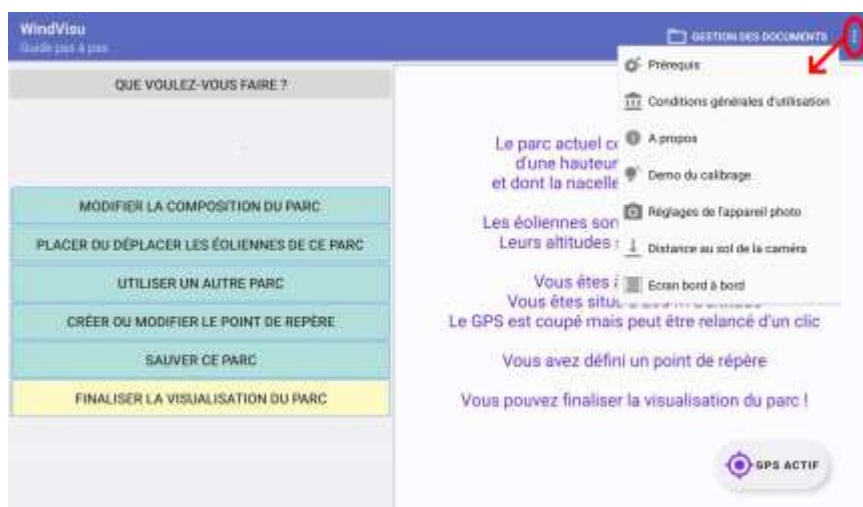 WindVisu
Guide pas à pas
GESTION DES DOCUMENTS
QUE VOULEZ-VOUS FAIRE ?
MODIFIER LA COMPOSITION DU PARC
PLACER OU DÉPLACER LES ÉOLIENNES DE CE PARC
UTILISER UN AUTRE PARC
CRÉER OU MODIFIER LE POINT DE REPÈRE
SAUVER CE PARC
FINALISER LA VISUALISATION DU PARC
Prérequis
Conditions générales d'utilisation
A propos
Demo du calibrage
Réglages de l'appareil photo
Distance au sol de la caméra
Ecran bord à bord
Le parc actuel
d'une hauteur
et dont la nacelle
Les éoliennes son
Leurs altitudes
Vous êtes
Vous êtes
Le GPS est coupé mais peut être relancé d'un clic
Vous avez défini un point de répère
Vous pouvez finaliser la visualisation du parc !
GPS ACTIF